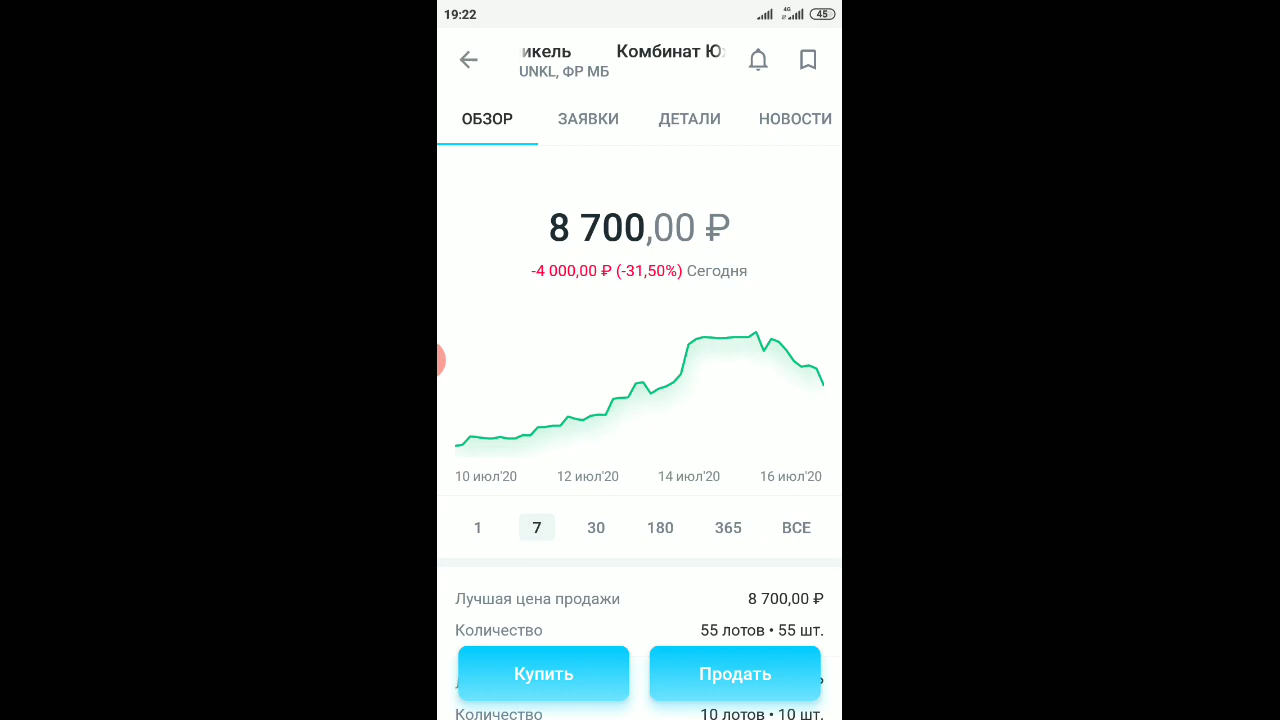 19:22 4G 45
Комбинат
UNKL, ФР МБ
ОБЗОР ЗАЯВКИ ДЕТАЛИ НОВОСТИ
8 700,00 ₽
-4 000,00 ₽ (-31,50%) Сегодня
10 июл'20 12 июл'20 14 июл'20 16 июл'20
1 7 30 180 365 ВСЕ
Лучшая цена продажи 8 700,00 ₽
Количество 55 лотов • 55 шт.
Купить Продать
Количество 10 лотов • 10 шт.